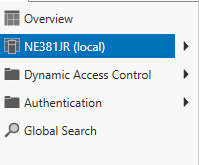 Overview
NE381JR (local)
Dynamic Access Control
Authentication
Global Search